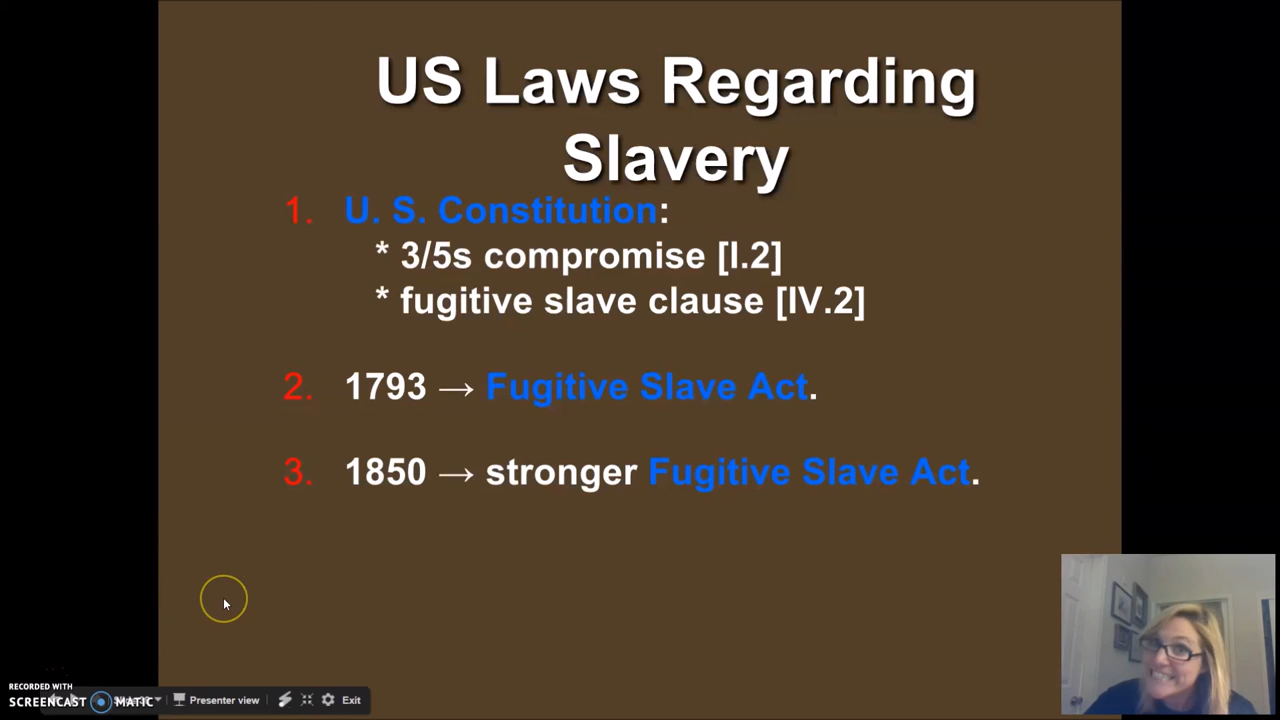 US Laws Regarding
Slavery
1. U. S. Constitution:
* 3/5s compromise [I.2]
* fugitive slave clause [IV.2]
2. 1793 → Fugitive Slave Act.
3. 1850 → stronger Fugitive Slave Act.
RECORDED WITH
SCREENCAST MATIC
Presenter view
Exit